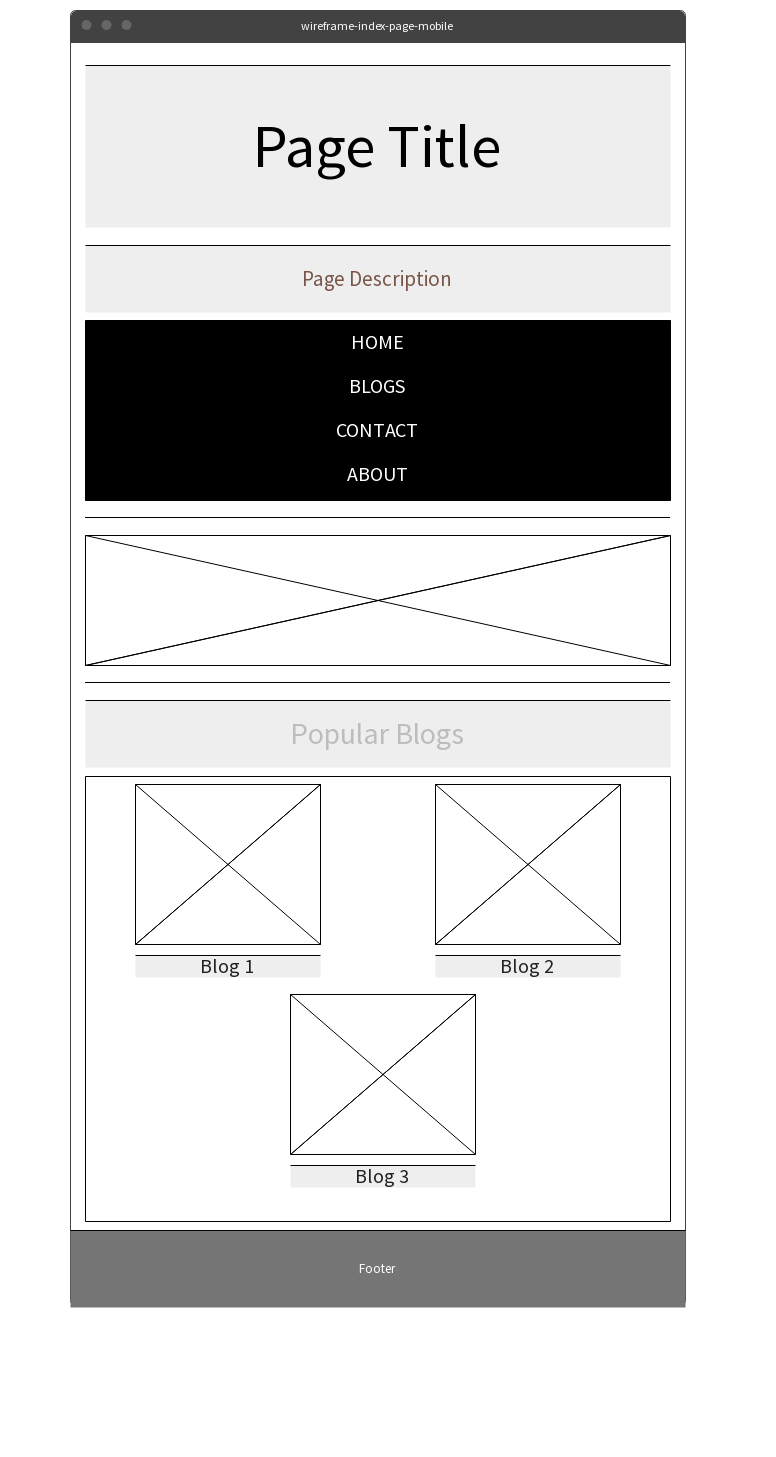 wireframe-index-page-mobile
Page Title
Page Description
HOME
BLOGS
CONTACT
ABOUT
Popular Blogs
Blog 1
Blog 2
Blog 3
Footer